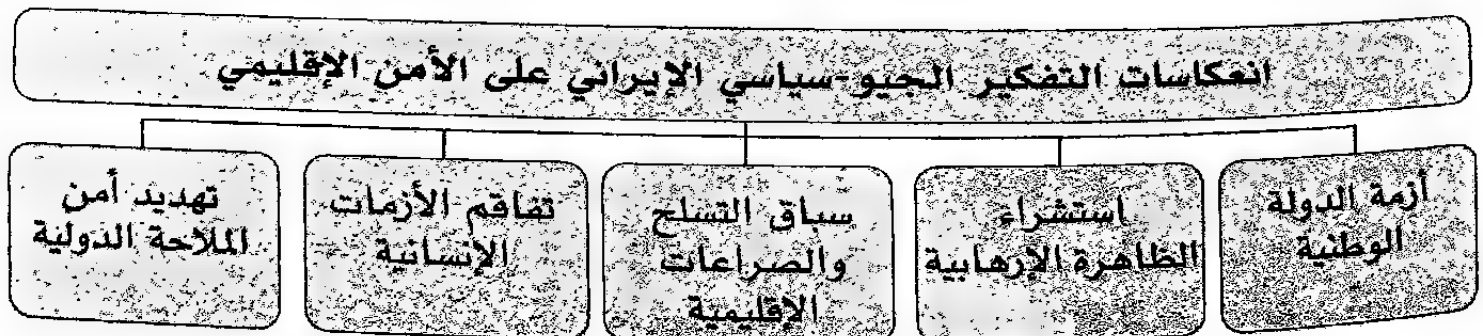 انعكاسات التفكير الجيو-سياسي الإيراني على الأمن الإقليمي
أزمة الدولة
الوطنية
استشراء
الظاهرة الإرهابية
سباق التسلح
والصراعات
الإقليمية
تفاقم الأزمات
الإنسانية
تهديد أمن
الملاحة الدولية